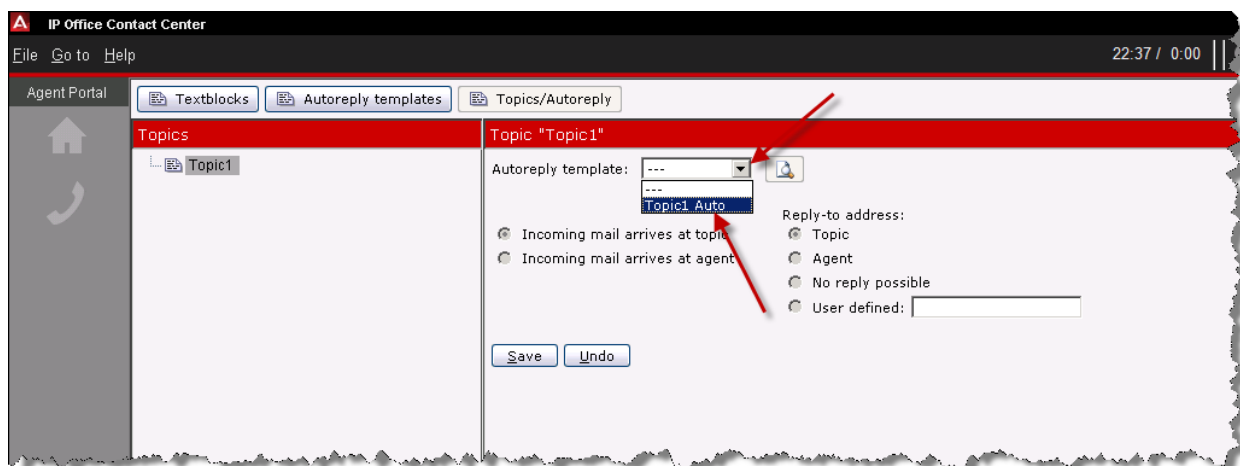 IP Office Contact Center
File Go to Help
22:37 / 0:00
Agent Portal
Textblocks
Autoreply templates
Topics/Autoreply
Topics
Topic "Topic1"
Topic1
Autoreply template:
---
---
Topic1 Auto
Reply-to address:
Incoming mail arrives at topic
Topic
Incoming mail arrives at agent
Agent
No reply possible
User defined:
Save
Undo